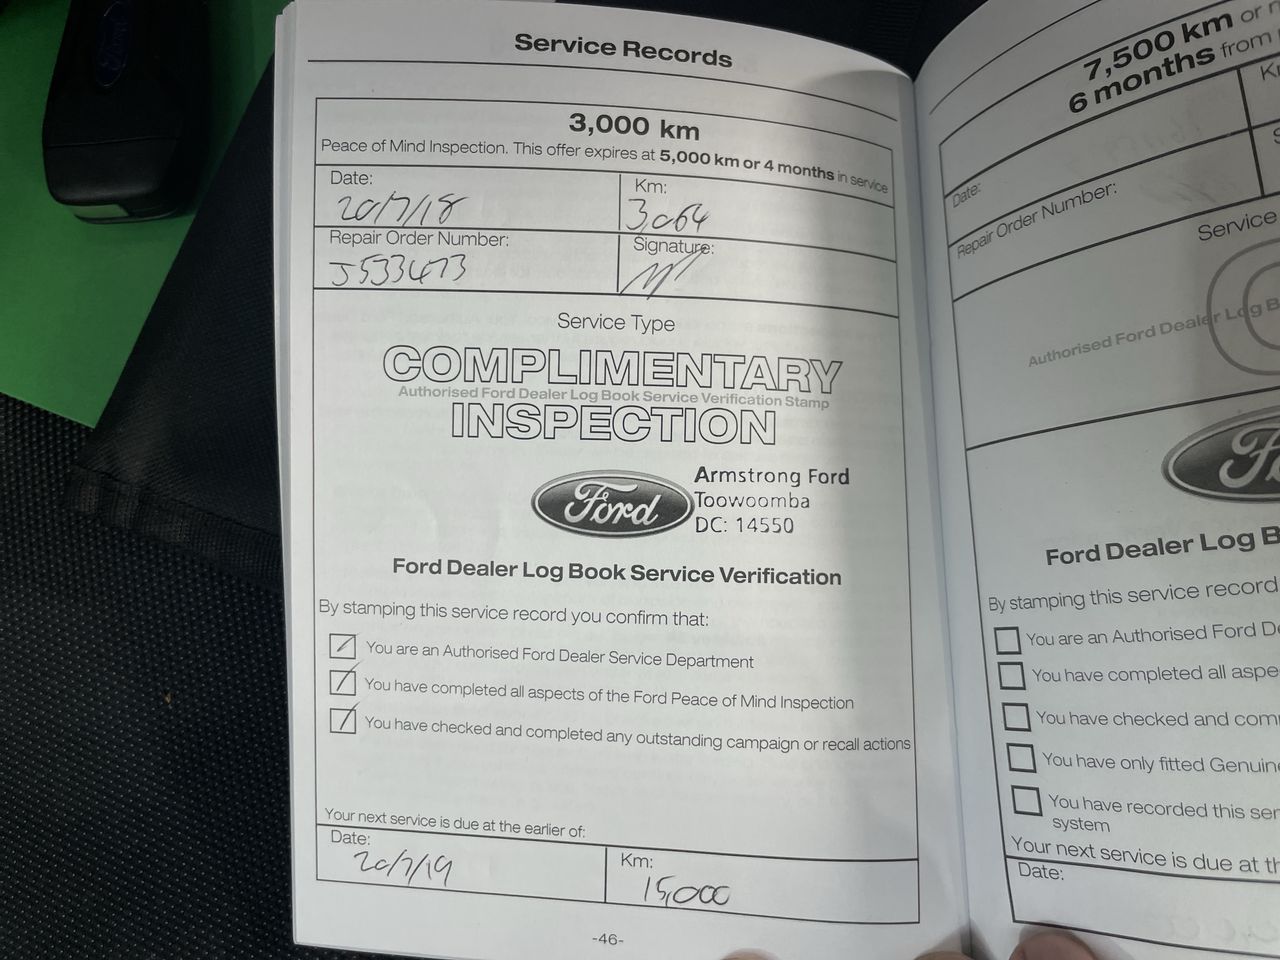 Service Records
3,000 km
Peace of Mind Inspection. This offer expires at 5,000 km or 4 months in service
Date:
20/7/18
Km:
3,064
Repair Order Number:
J533473
Signature:
Service Type
COMPLIMENTARY
Authorised Ford Dealer Log Book Service Verification Stamp
INSPECTION
Ford
Armstrong Ford
Toowoomba
DC: 14550
Ford Dealer Log Book Service Verification
By stamping this service record you confirm that:
You are an Authorised Ford Dealer Service Department
You have completed all aspects of the Ford Peace of Mind Inspection
You have checked and completed any outstanding campaign or recall actions
Your next service is due at the earlier of:
Date:
20/7/19
Km:
15,000
-46-
7,500 km or
6 months from
Date:
Repair Order Number:
Service
Authorised Ford Dealer Log
Ford Dealer Log
By stamping this service record
You are an Authorised Ford
You have completed all
You have checked and
You have only fitted
You have recorded this
system
Your next service is due at
Date: